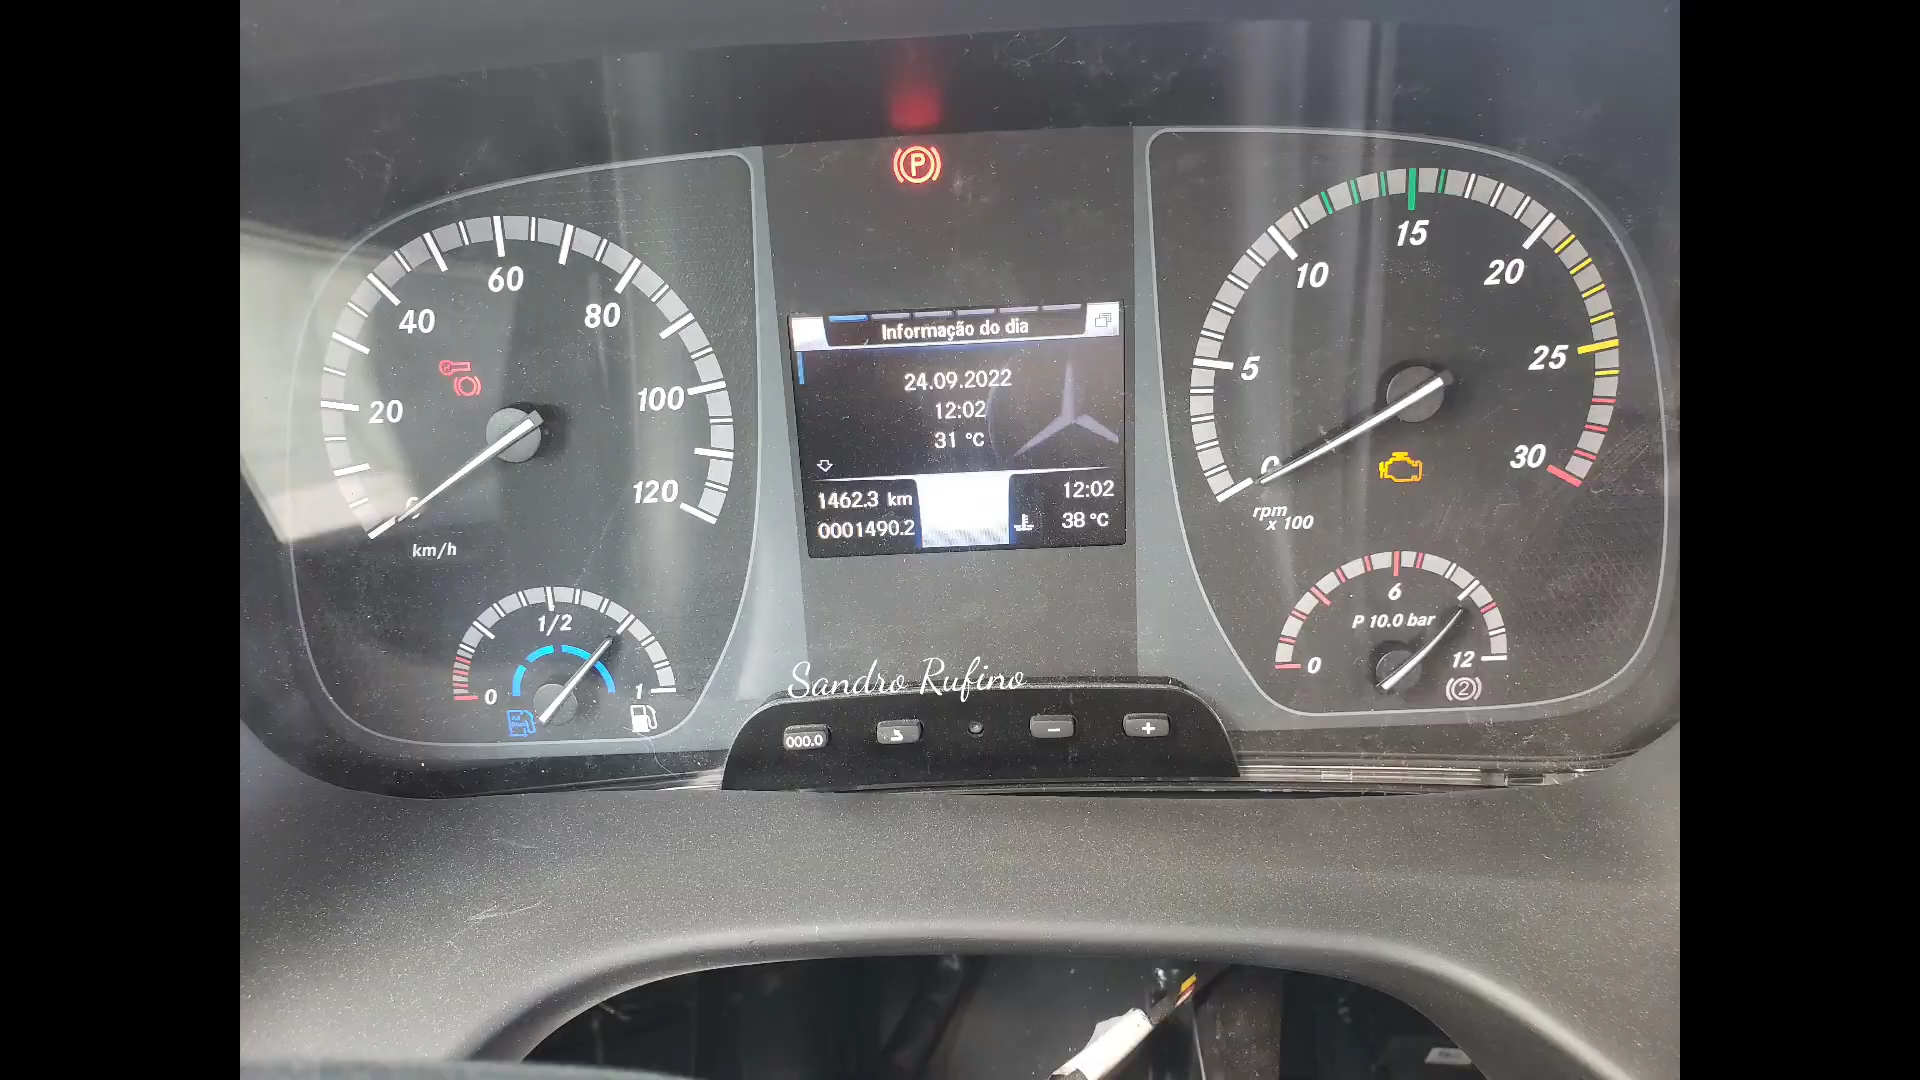 P
Informação do dia
24.09.2022
12:02
31 °C
1462.3 km
0001490.2
12:02
38 °C
0
20
40
60
80
100
120
km/h
0
1/2
1
0
5
10
15
20
25
30
rpm
x 100
0
6
12
P 10.0 bar
2
Sandro Rufino
000.0